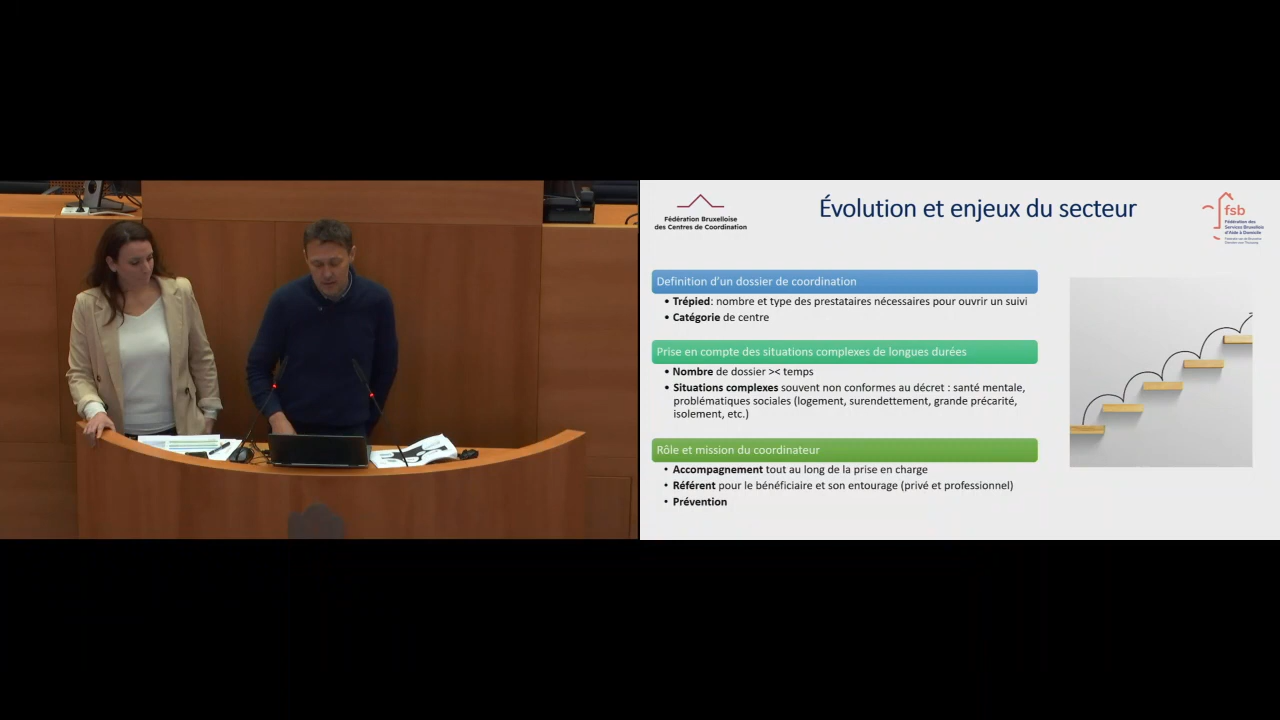 Fédération Bruxelloise
des Centres de Coordination
Évolution et enjeux du secteur
fsb
Fédération des
Services Bruxellois
d'Aide à Domicile
Definition d'un dossier de coordination
• Trépied: nombre et type des prestataires nécessaires pour ouvrir un suivi
• Catégorie de centre
Prise en compte des situations complexes de longues durées
• Nombre de dossier >< temps
• Situations complexes souvent non conformes au décret : santé mentale,
problématiques sociales (logement, surendettement, grande précarité,
isolement, etc.)
Rôle et mission du coordinateur
• Accompagnement tout au long de la prise en charge
• Référent pour le bénéficiaire et son entourage (privé et professionnel)
• Prévention